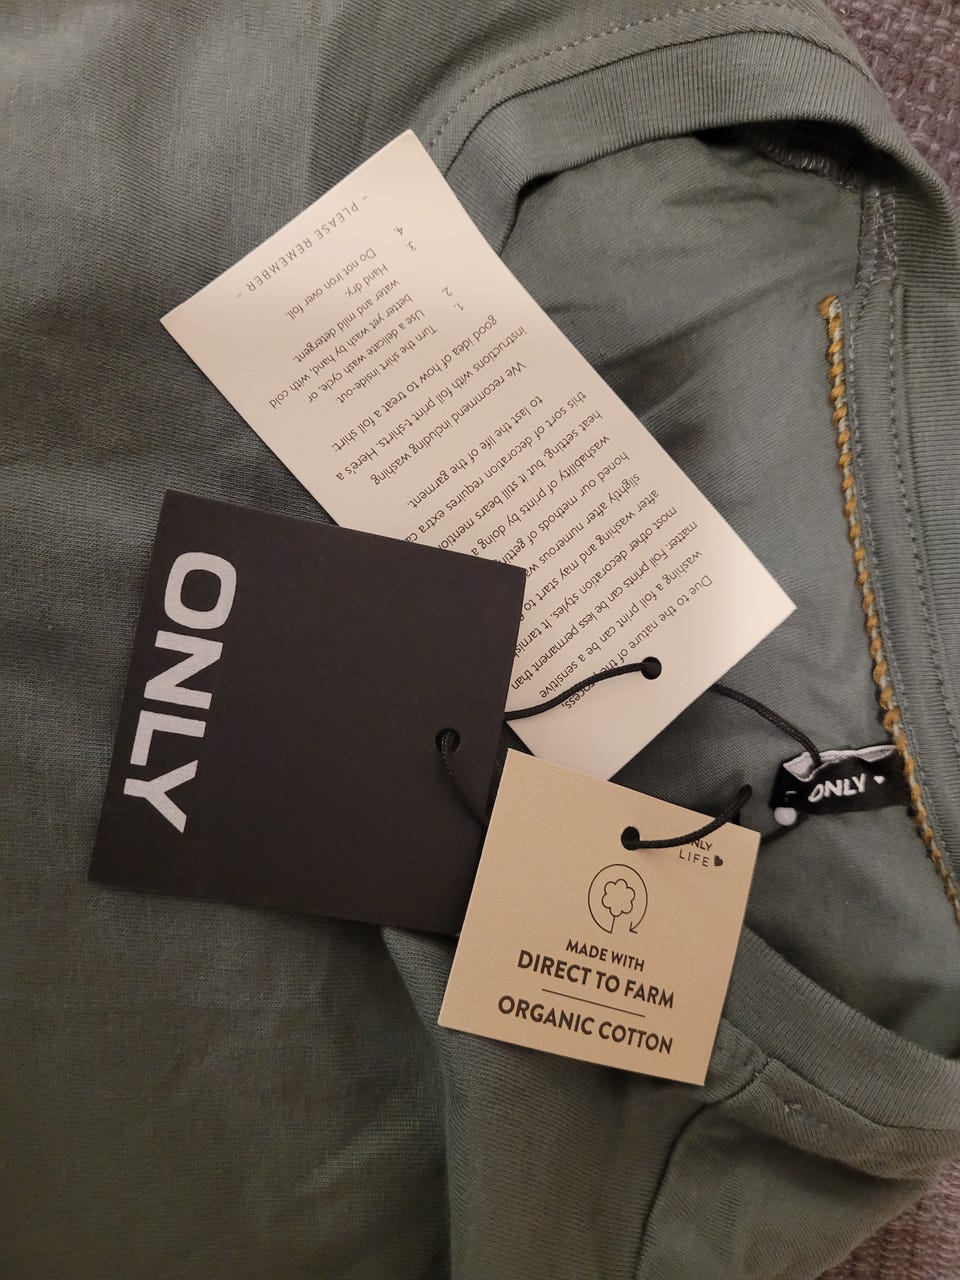 Due to the nature of the process,
washing a foil print can be a sensitive
matter. Foil prints can be less permanent than
most other decoration styles. It
after washing and may start to
slightly after numerous
honed our methods of
washability of prints by doing a
heat setting, but it still bears
this sort of decoration requires extra
to last the life of the garment.
We recommend including washing
instructions with foil print t-shirts. Here's a
good idea of how to treat a foil shirt:
1. Turn the shirt inside-out.
2. Use a delicate wash cycle, or
better yet wash by hand, with cold
water and mild detergent.
3. Hand dry.
4. Do not iron over foil.
- PLEASE REMEMBER -
ONLY
ONLY
LIFE
MADE WITH
DIRECT TO FARM
ORGANIC COTTON
ONLY